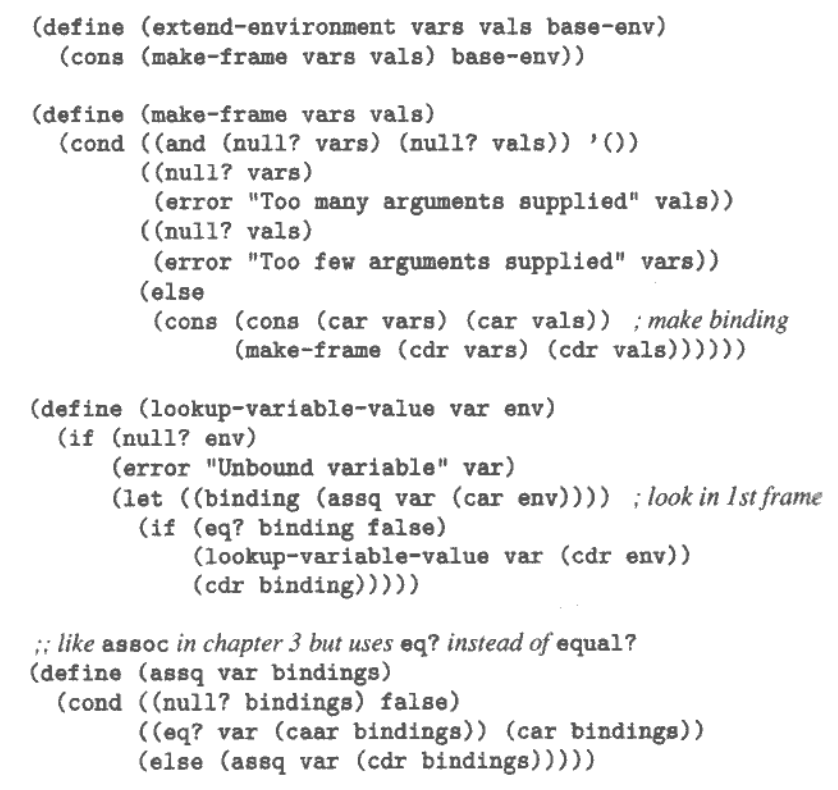 (define (extend-environment vars vals base-env)
  (cons (make-frame vars vals) base-env))

(define (make-frame vars vals)
  (cond ((and (null? vars) (null? vals)) '())
        ((null? vars)
         (error "Too many arguments supplied" vals))
        ((null? vals)
         (error "Too few arguments supplied" vars))
        (else
         (cons (cons (car vars) (car vals))  ; make binding
               (make-frame (cdr vars) (cdr vals))))))

(define (lookup-variable-value var env)
  (if (null? env)
      (error "Unbound variable" var)
      (let ((binding (assq var (car env))))  ; look in 1st frame
        (if (eq? binding false)
            (lookup-variable-value var (cdr env))
            (cdr binding)))))

;; like assoc in chapter 3 but uses eq? instead of equal?
(define (assq var bindings)
  (cond ((null? bindings) false)
        ((eq? var (caar bindings)) (car bindings))
        (else (assq var (cdr bindings)))))